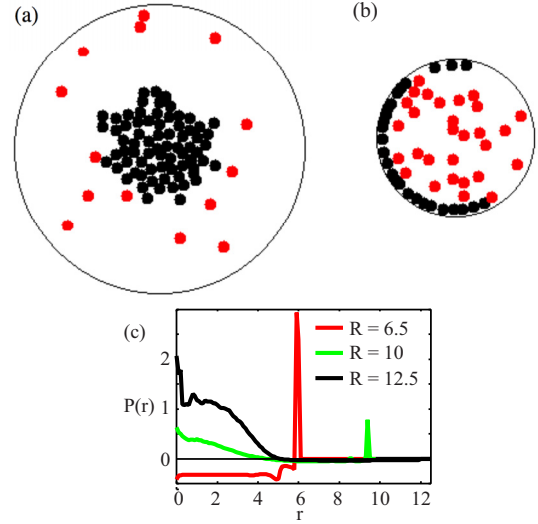 (a)
(b)
(c)
R = 6.5
R = 10
R = 12.5
P(r)
2
1
0
0 2 4 6 8 10 12
r